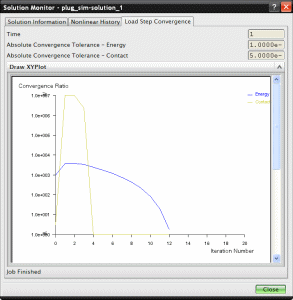 Solution Monitor - plug_sim-solution_1
Solution Information
Nonlinear History
Load Step Convergence
Time
1
Absolute Convergence Tolerance - Energy
1.0000e-
Absolute Convergence Tolerance - Contact
5.0000e-
Draw XYPlot
Convergence Ratio
Energy
Contact
1.0e+007
1.0e+006
1.0e+005
1.0e+004
1.0e+003
1.0e+002
1.0e+001
1.0e+000
0 2 4 6 8 10 12 14 16 18 20
Iteration Number
Job Finished
Close